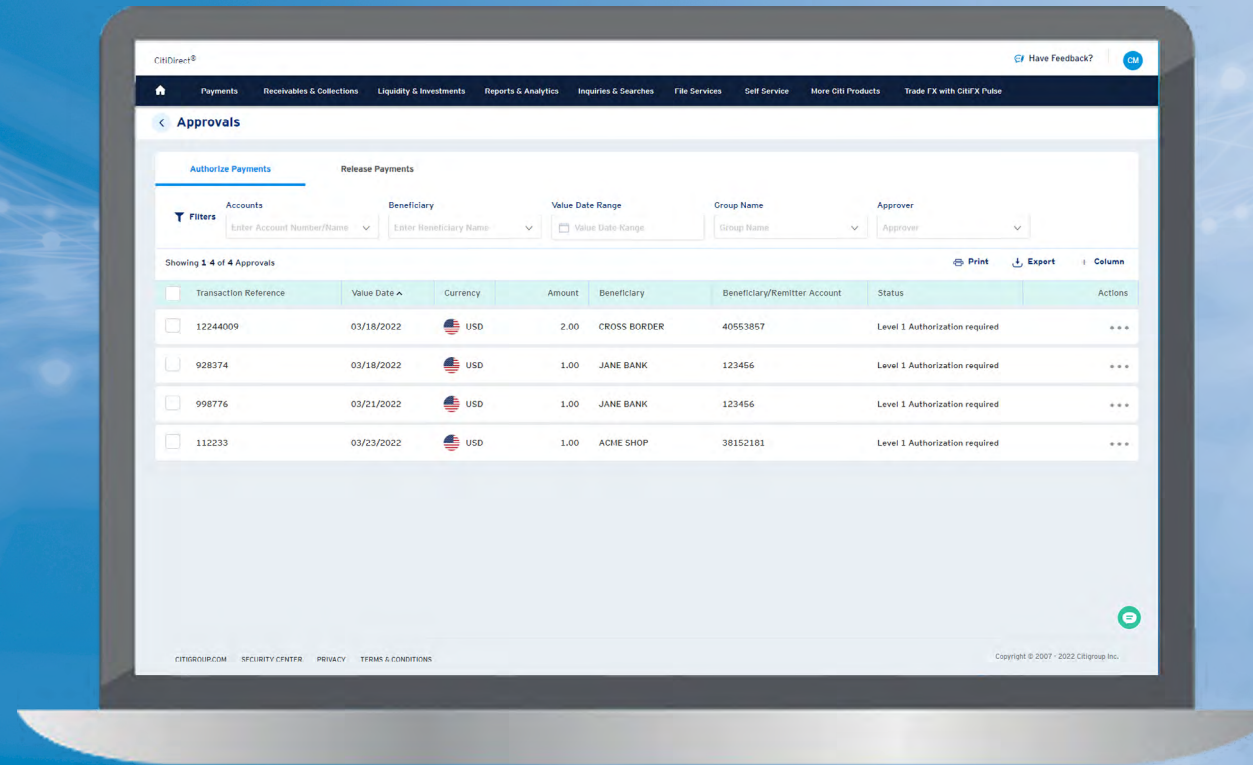 CitiDirect®
Have Feedback?
CM
Payments Receivables & Collections Liquidity & Investments Reports & Analytics Inquiries & Searches File Services Self Service More Citi Products Trade FX with CitiFX Pulse
Approvals
Authorize Payments Release Payments
Filters
Accounts Beneficiary Value Date Range Group Name Approver
Enter Account Number/Name Enter Beneficiary Name Value Date Range Group Name Approver
Showing 1-4 of 4 Approvals Print Export + Column
Transaction Reference Value Date Currency Amount Beneficiary Beneficiary/Remitter Account Status Actions
12244009 03/18/2022 USD 2.00 CROSS BORDER 40553857 Level 1 Authorization required
928374 03/18/2022 USD 1.00 JANE BANK 123456 Level 1 Authorization required
998776 03/21/2022 USD 1.00 JANE BANK 123456 Level 1 Authorization required
112233 03/23/2022 USD 1.00 ACME SHOP 38152181 Level 1 Authorization required
CITIGROUP.COM SECURITY CENTER PRIVACY TERMS & CONDITIONS Copyright © 2007 - 2022 Citigroup Inc.